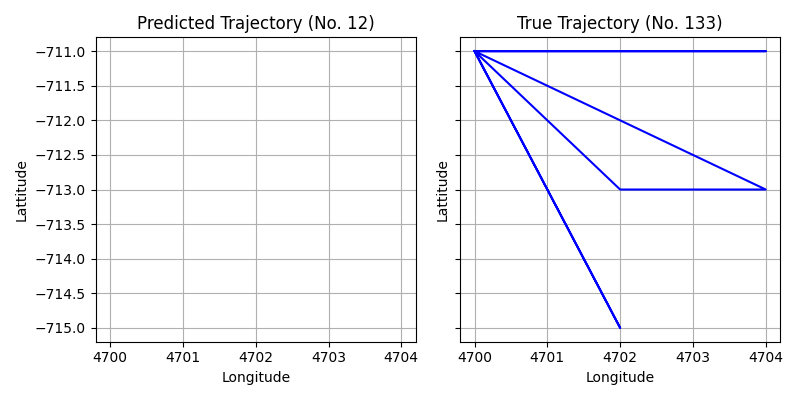 Predicted Trajectory (No. 12)
−711.0
−711.5
−712.0
−712.5
−713.0
−713.5
−714.0
−714.5
−715.0
Lattitude
4700 4701 4702 4703 4704
Longitude
True Trajectory (No. 133)
Lattitude
4700 4701 4702 4703 4704
Longitude